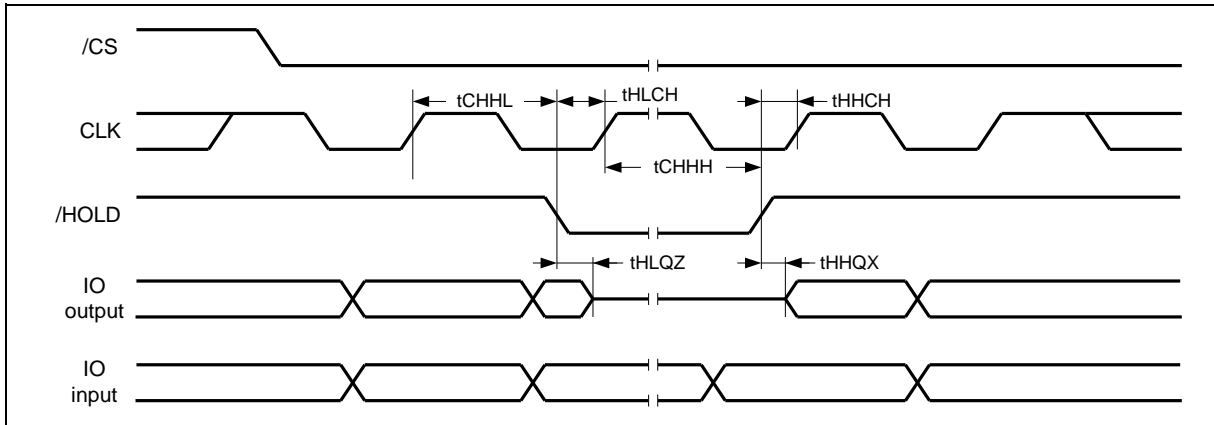 /CS
tCHHL
tHLCH
tHHCH
CLK
tCHHH
/HOLD
tHLQZ
tHHQX
IO
output
IO
input